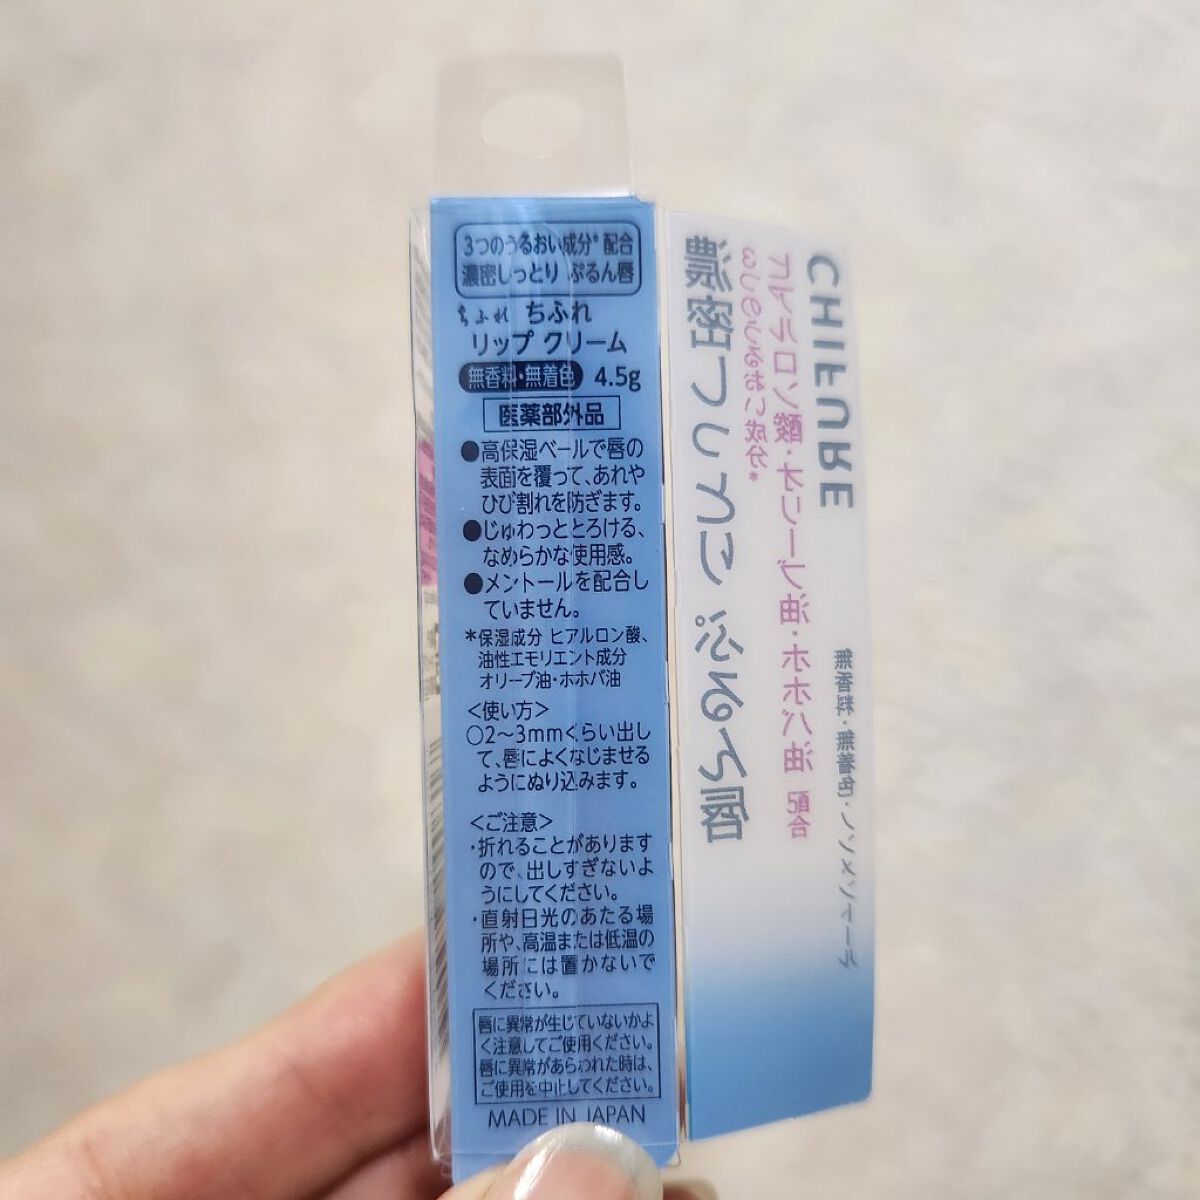 3つのうるおい成分*配合
濃密しっとり ぷるん唇
ちふれ ちふれ
リップ クリーム
無香料・無着色 4.5g
医薬部外品
●高保湿ベールで唇の
表面を覆って、あれや
ひび割れを防ぎます。
●じゅわっととろける、
なめらかな使用感。
●メントールを配合し
ていません。
*保湿成分 ヒアルロン酸、
油性エモリエント成分
オリーブ油・ホホバ油
<使い方>
○2~3mmくらい出し
て、唇によくなじませる
ようにぬり込みます。
<ご注意>
・折れることがあります
ので、出しすぎないよ
うにしてください。
・直射日光のあたる場
所や、高温または低温の
場所には置かないで
ください。
唇に異常が生じていないかよ
く注意してご使用ください。
唇に異常があらわれた時は、
ご使用を中止してください。
MADE IN JAPAN
CHIFURE
ヒアルロン酸・オリーブ油・ホホバ油 配合
3つのうるおい成分*
濃密しっとり ぷるん唇
無香料・無着色・ノンメントール